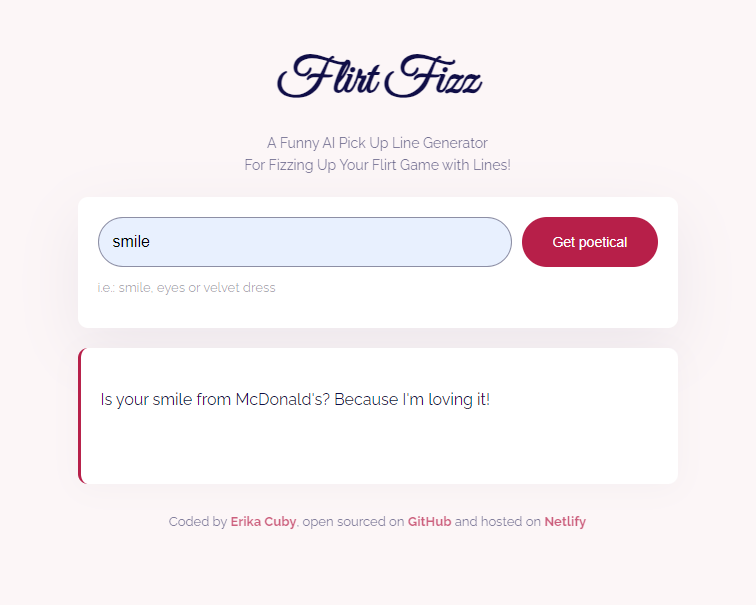 Flirt Fizz
A Funny AI Pick Up Line Generator
For Fizzing Up Your Flirt Game with Lines!
smile
Get poetical
i.e.: smile, eyes or velvet dress
Is your smile from McDonald's? Because I'm loving it!
Coded by Erika Cuby, open sourced on GitHub and hosted on Netlify